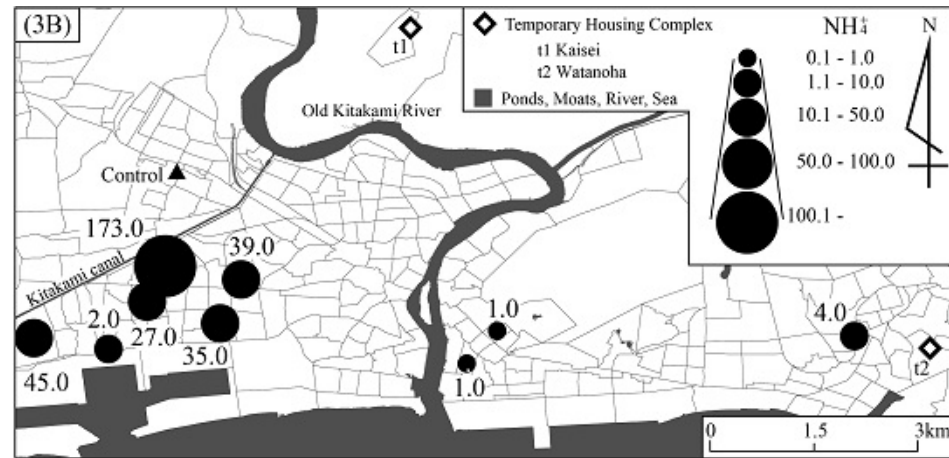 (3B)
t1
Old Kitakami River
Control
173.0
39.0
Kitakami canal
2.0
27.0
35.0
45.0
1.0
1.0
4.0
t2
Temporary Housing Complex
t1 Kaisei
t2 Watanoha
Ponds, Moats, River, Sea
NH₄⁺
0.1 - 1.0
1.1 - 10.0
10.1 - 50.0
50.0 - 100.0
100.1 -
N
0 1.5 3km